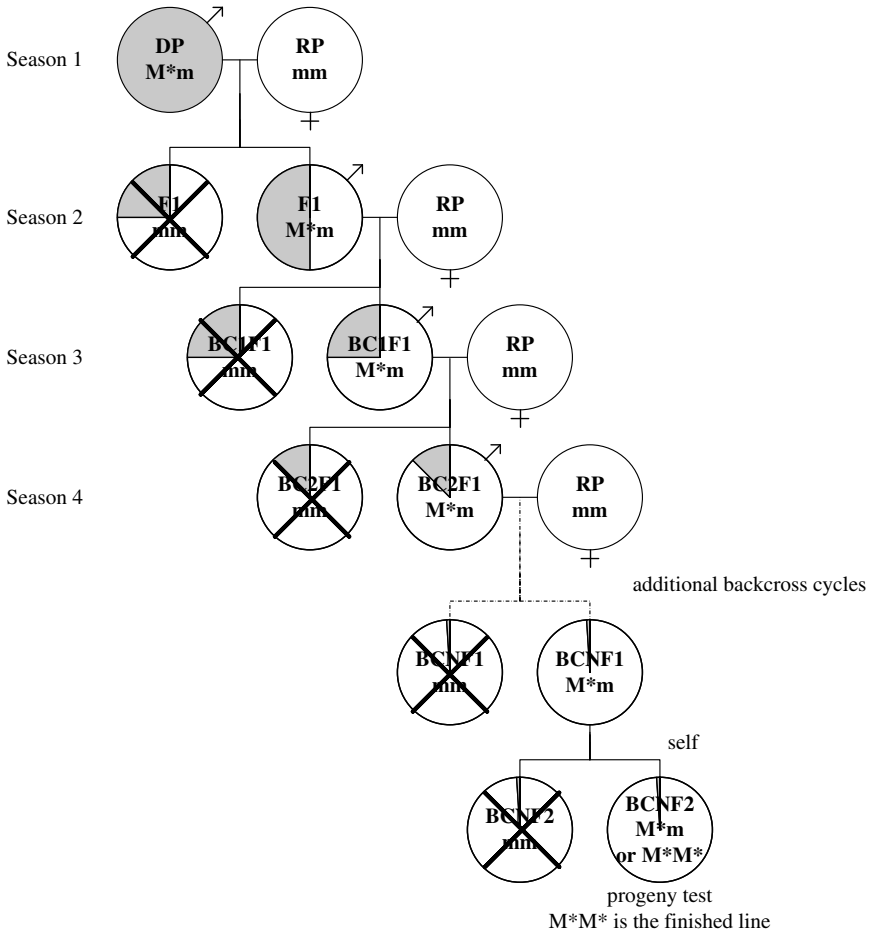 Season 1
DP
M*m
RP
mm
Season 2
F1
mm
F1
M*m
RP
mm
Season 3
BC1F1
mm
BC1F1
M*m
RP
mm
Season 4
BC2F1
mm
BC2F1
M*m
RP
mm
additional backcross cycles
BCNF1
mm
BCNF1
M*m
self
BCNF2
mm
BCNF2
M*m
or M*M*
progeny test
M*M* is the finished line